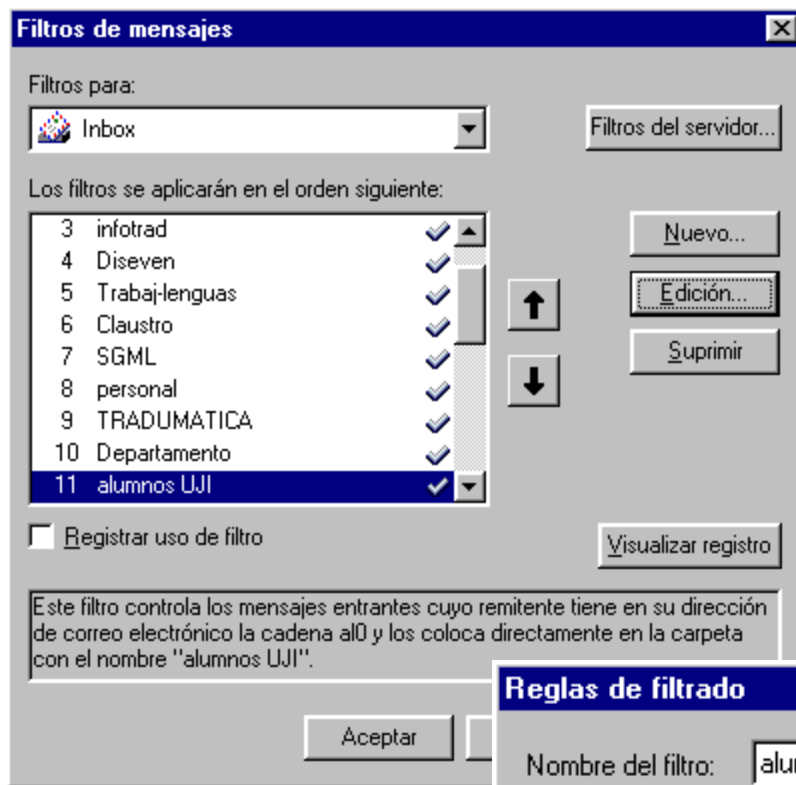 Filtros de mensajes
Filtros para:
Inbox
Filtros del servidor...
Los filtros se aplicarán en el orden siguiente:
3 infotrad
4 Diseven
5 Trabaj-lenguas
6 Claustro
7 SGML
8 personal
9 TRADUMATICA
10 Departamento
11 alumnos UJI
Nuevo...
Edición...
Suprimir
Registrar uso de filtro
Visualizar registro
Este filtro controla los mensajes entrantes cuyo remitente tiene en su dirección
de correo electrónico la cadena al0 y los coloca directamente en la carpeta
con el nombre "alumnos UJI".
Aceptar
Reglas de filtrado
Nombre del filtro: